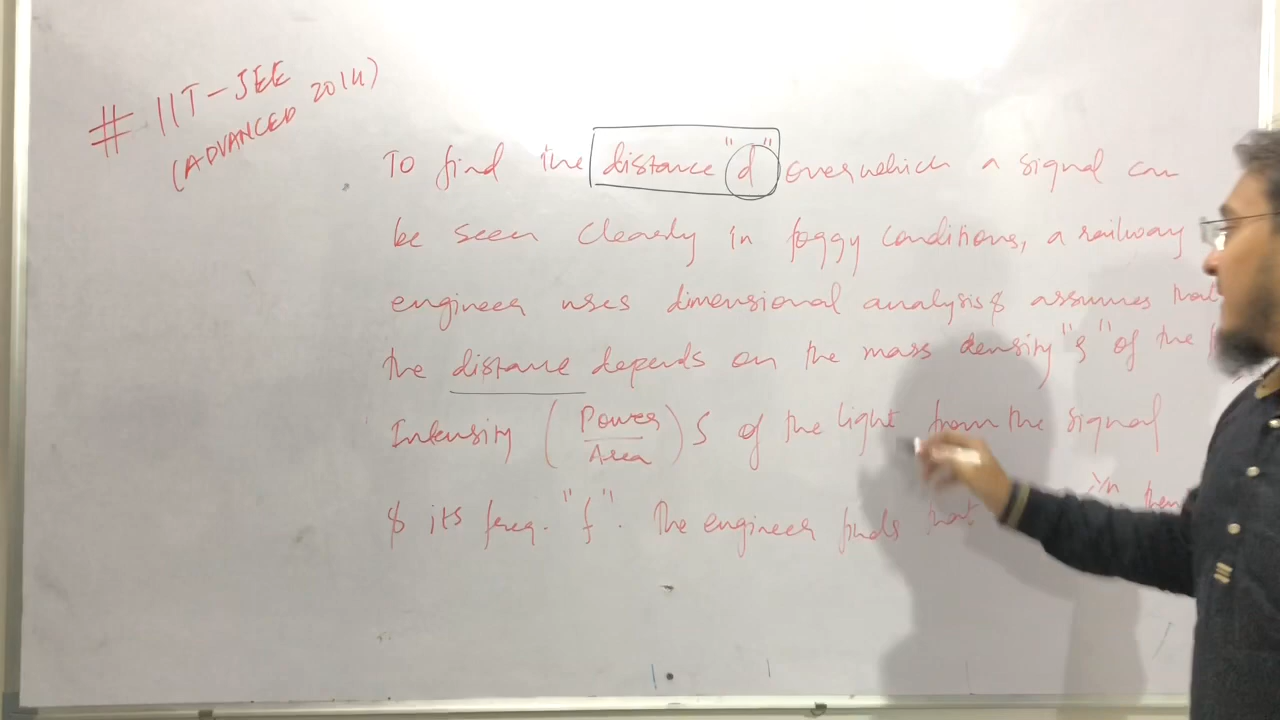 # IIT-JEE
(ADVANCED 2014)
To find the distance "d" over which a signal can
be seen clearly in foggy conditions, a railway
engineer uses dimensional analysis & assumes that
the distance depends on the mass density "ρ" of the
Intensity (Power/Area) S of the light from the signal
& its freq. "f". The engineer finds that